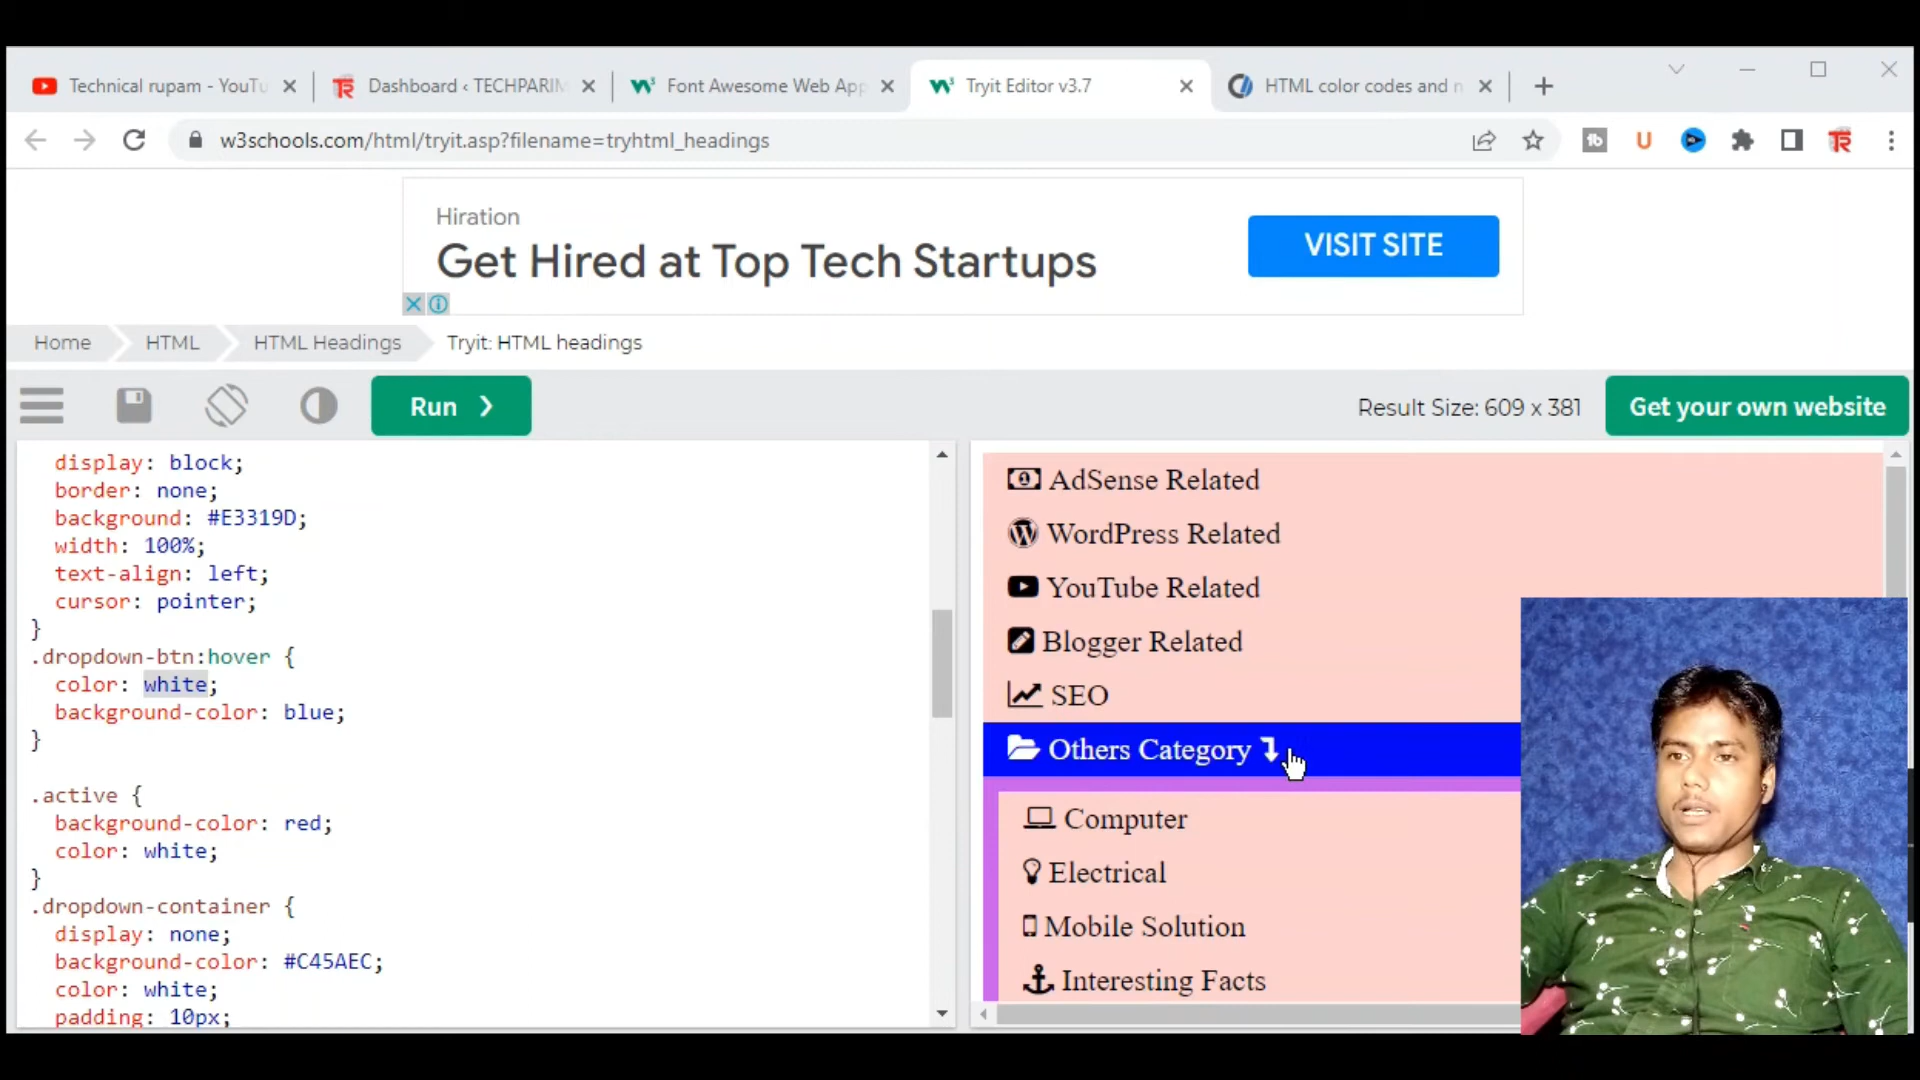 Technical rupam - YouTu
Dashboard ‹ TECHPARIM
Font Awesome Web App
Tryit Editor v3.7
HTML color codes and n
w3schools.com/html/tryit.asp?filename=tryhtml_headings
Hiration
Get Hired at Top Tech Startups
VISIT SITE
Home
HTML
HTML Headings
Tryit: HTML headings
Run ❯
Result Size: 609 x 381
Get your own website
display: block;
border: none;
background: #E3319D;
width: 100%;
text-align: left;
cursor: pointer;
}
.dropdown-btn:hover {
color: white;
background-color: blue;
}
.active {
background-color: red;
color: white;
}
.dropdown-container {
display: none;
background-color: #C45AEC;
color: white;
padding: 10px;
AdSense Related
WordPress Related
YouTube Related
Blogger Related
SEO
Others Category
Computer
Electrical
Mobile Solution
Interesting Facts